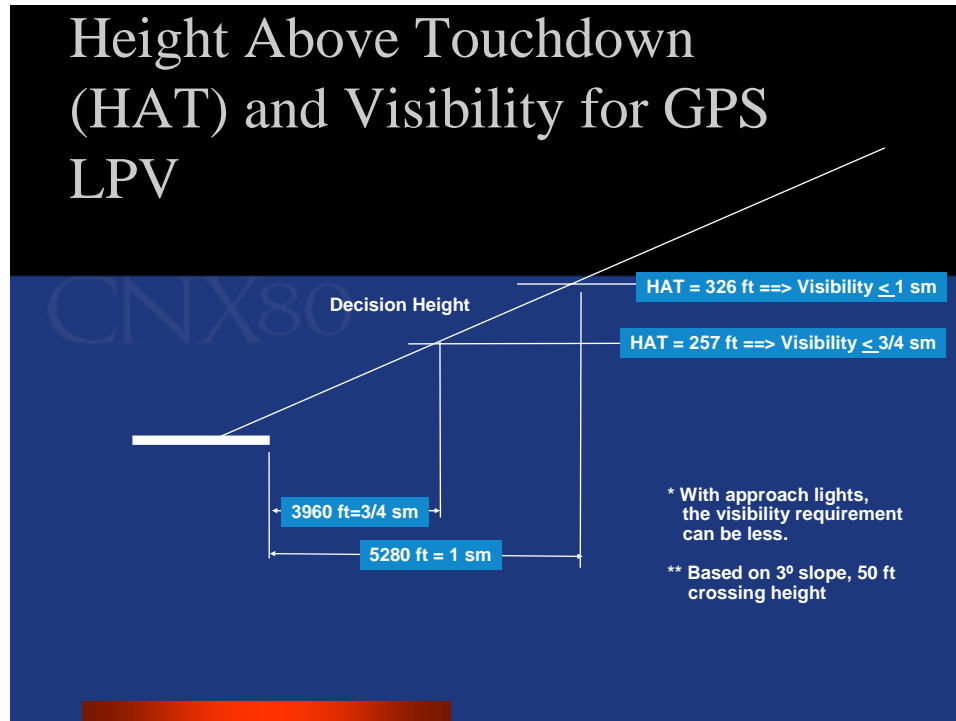 Height Above Touchdown
(HAT) and Visibility for GPS
LPV
CNX80
Decision Height
HAT = 326 ft ==> Visibility < 1 sm
HAT = 257 ft ==> Visibility < 3/4 sm
3960 ft=3/4 sm
5280 ft = 1 sm
* With approach lights,
the visibility requirement
can be less.
** Based on 3º slope, 50 ft
crossing height